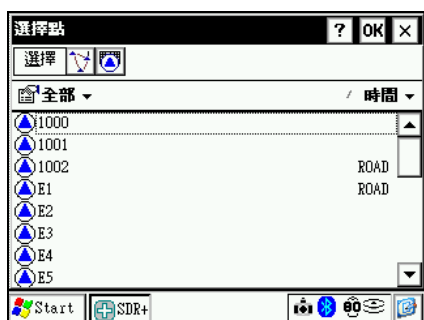 選擇點 ? OK ×
選擇
全部 / 時間
1000
1001
1002 ROAD
E1 ROAD
E2
E3
E4
E5
Start SDR+